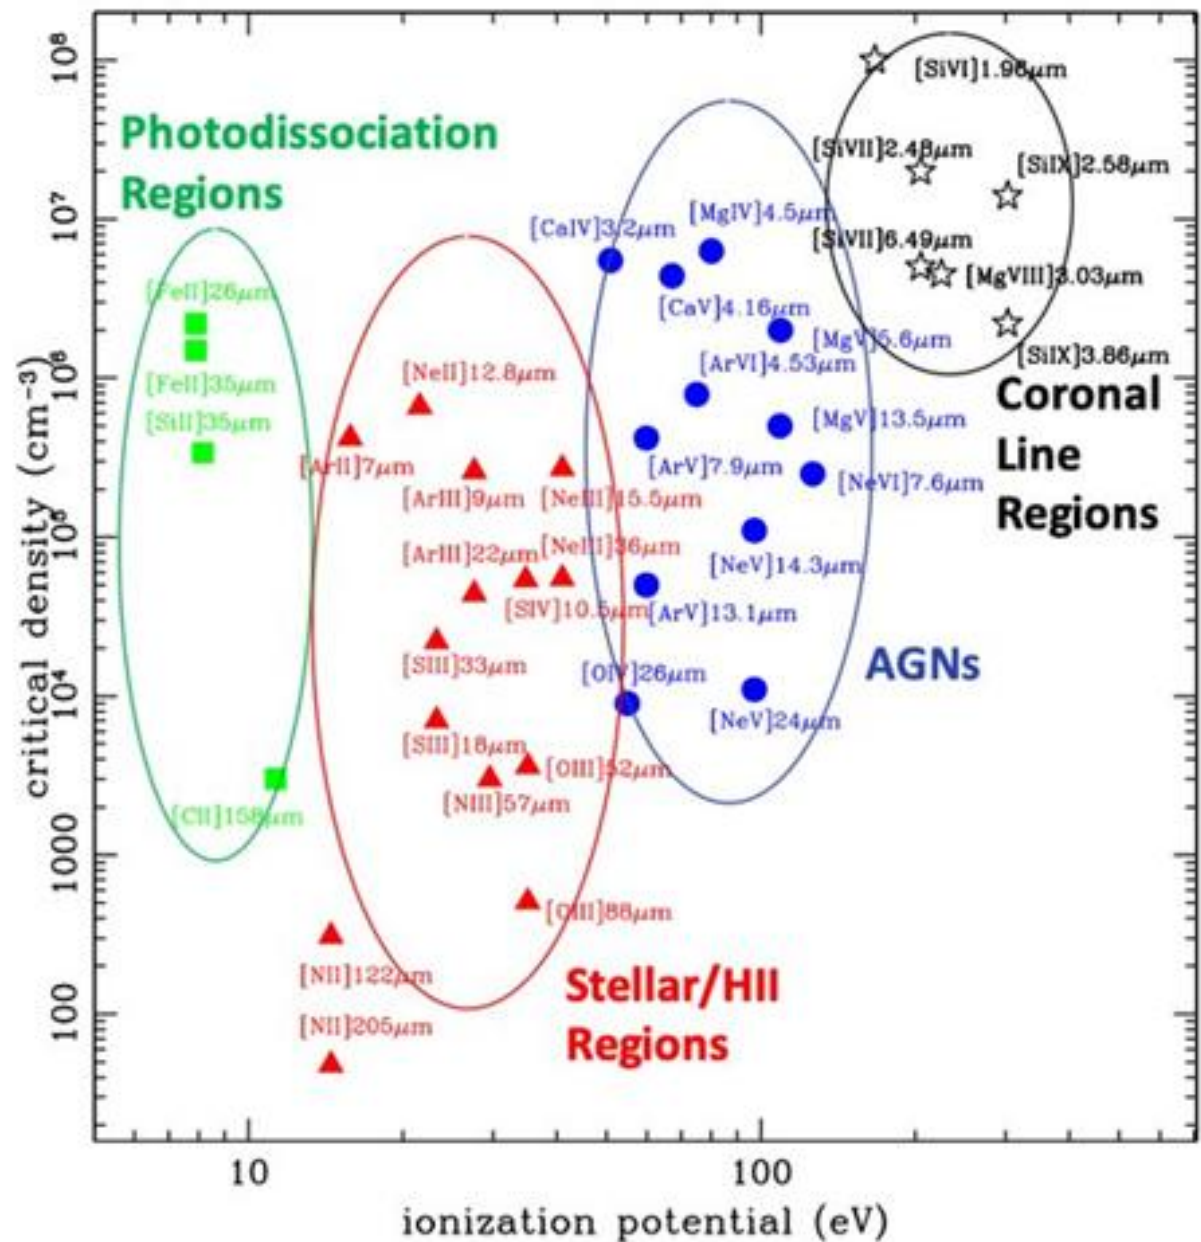 10⁸
10⁷
10⁶
10⁵
10⁴
1000
100
critical density (cm⁻³)
10
100
ionization potential (eV)
Photodissociation
Regions
[FeII]26μm
[FeII]35μm
[SiII]35μm
[CII]158μm
[NeII]12.8μm
[ArII]7μm
[ArIII]9μm
[NeIII]15.5μm
[ArIII]22μm
[NeIII]36μm
[SIV]10.5μm
[SIII]33μm
[SIII]18μm
[OIII]52μm
[NIII]57μm
[OIII]88μm
[NII]122μm
[NII]205μm
Stellar/HII
Regions
[CaIV]3.2μm
[MgIV]4.5μm
[CaV]4.16μm
[MgV]5.6μm
[ArVI]4.53μm
[MgV]13.5μm
[ArV]7.9μm
[NeVI]7.6μm
[NeV]14.3μm
[ArV]13.1μm
[OIV]26μm
[NeV]24μm
AGNs
[SiVI]1.96μm
[SiVII]2.48μm
[SiIX]2.58μm
[SiVII]6.49μm
[MgVIII]3.03μm
[SiIX]3.86μm
Coronal
Line
Regions